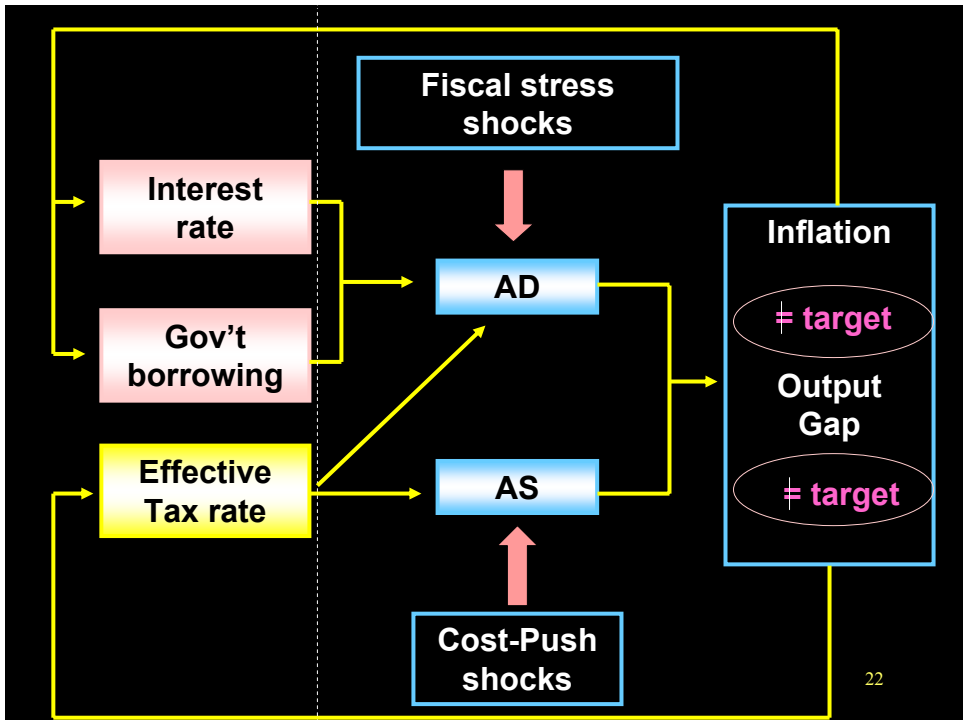 Fiscal stress
shocks
Interest
rate
Inflation
AD
ǂ target
Gov’t
borrowing
Output
Gap
Effective
Tax rate
AS
ǂ target
Cost-Push
shocks
22